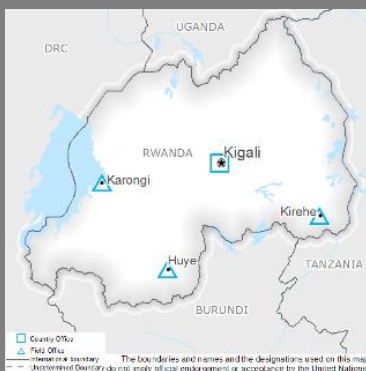 UGANDA
DRC
RWANDA
Kigali
Karongi
Kirehe
Huye
TANZANIA
BURUNDI
Country Office
Field Office
International boundary
Undetermined Boundary
The boundaries and names and the designations used on this map
do not imply official endorsement or acceptance by the United Nations